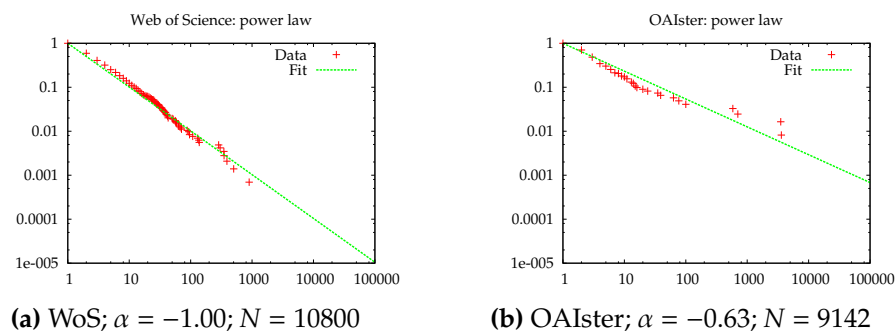 Web of Science: power law
1
0.1
0.01
0.001
0.0001
1e-005
1
10
100
1000
10000
100000
Data
Fit
(a) WoS; α = −1.00; N = 10800
OAIster: power law
1
0.1
0.01
0.001
0.0001
1e-005
1
10
100
1000
10000
100000
Data
Fit
(b) OAIster; α = −0.63; N = 9142